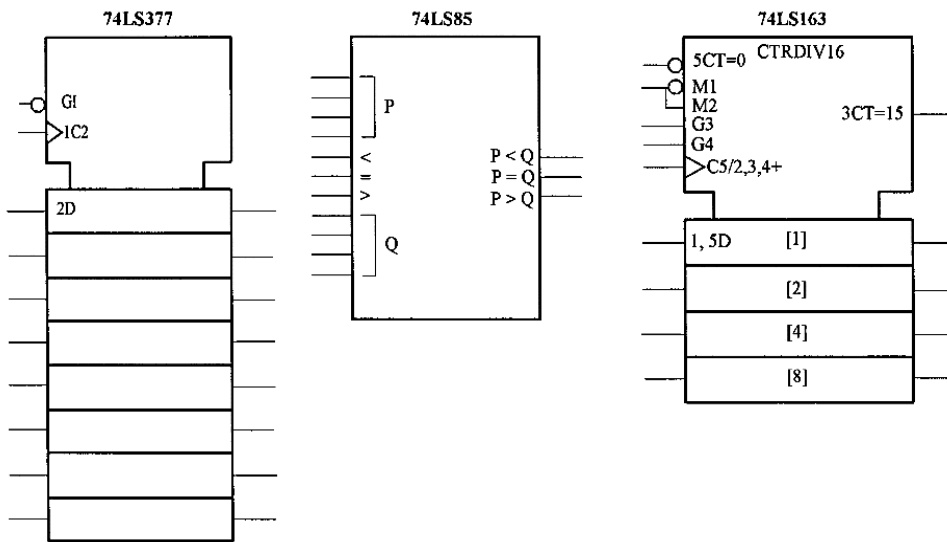 74LS377
G1
1C2
2D
74LS85
P
<
=
>
Q
P < Q
P = Q
P > Q
74LS163
CTRDIV16
5CT=0
M1
M2
3CT=15
G3
G4
C5/2,3,4+
1, 5D [1]
[2]
[4]
[8]